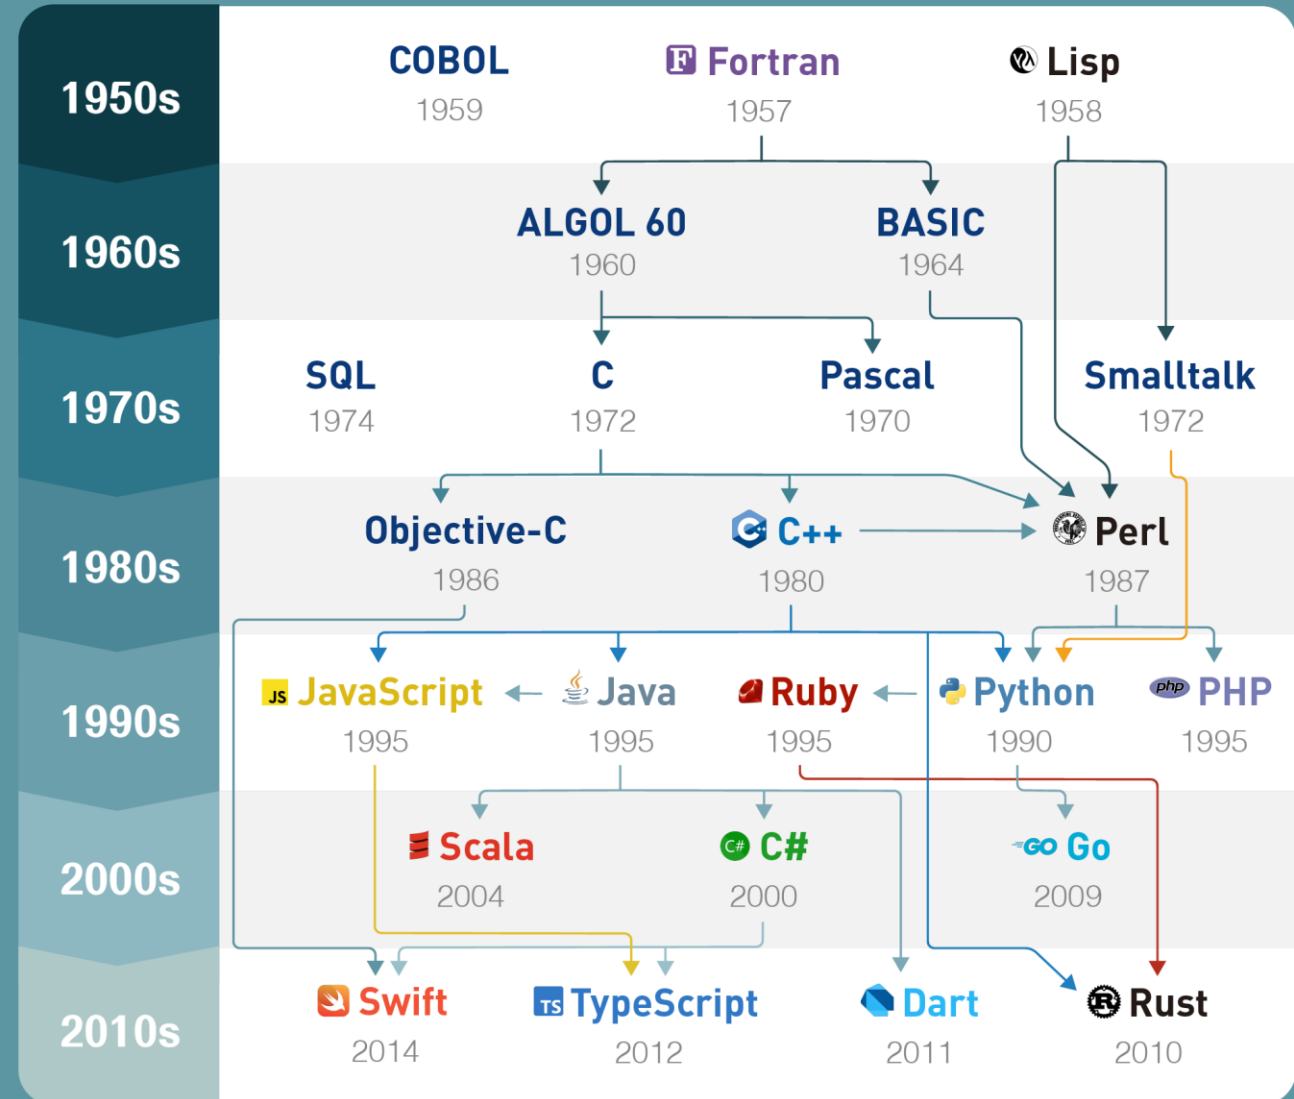 1950s
COBOL
1959
F Fortran
1957
Lisp
1958
1960s
ALGOL 60
1960
BASIC
1964
1970s
SQL
1974
C
1972
Pascal
1970
Smalltalk
1972
1980s
Objective-C
1986
C C++
1980
Perl
1987
1990s
JS JavaScript
1995
Java
1995
Ruby
1995
Python
1990
php PHP
1995
2000s
Scala
2004
C# C#
2000
GO Go
2009
2010s
Swift
2014
TS TypeScript
2012
Dart
2011
R Rust
2010